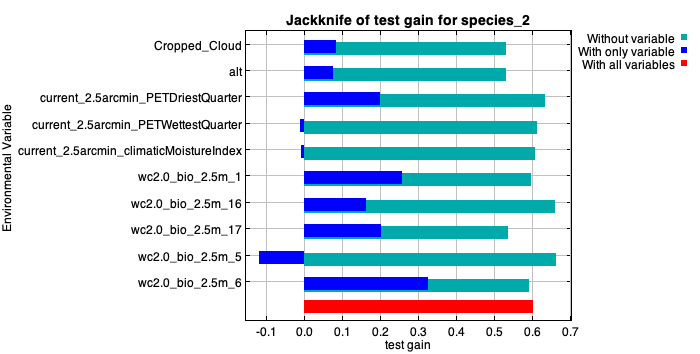 Jackknife of test gain for species_2
Without variable
With only variable
With all variables
Environmental Variable
Cropped_Cloud
alt
current_2.5arcmin_PETDriestQuarter
current_2.5arcmin_PETWettestQuarter
current_2.5arcmin_climaticMoistureIndex
wc2.0_bio_2.5m_1
wc2.0_bio_2.5m_16
wc2.0_bio_2.5m_17
wc2.0_bio_2.5m_5
wc2.0_bio_2.5m_6
-0.1 0.0 0.1 0.2 0.3 0.4 0.5 0.6 0.7
test gain